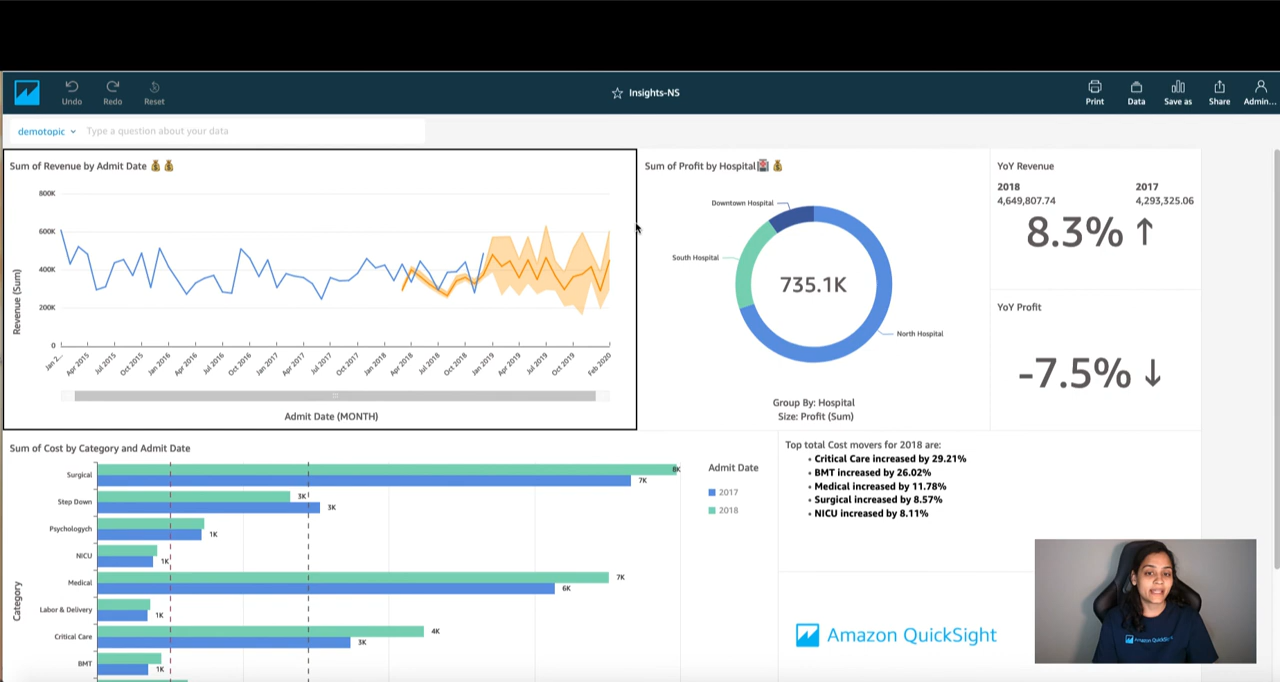 Undo
Redo
Reset
Insights-NS
Print
Data
Save as
Share
Admin...
demotopic
Type a question about your data
Sum of Revenue by Admit Date
800K
600K
400K
200K
0
Revenue (Sum)
Jan 2...
Apr 2015
Jul 2015
Oct 2015
Jan 2016
Apr 2016
Jul 2016
Oct 2016
Jan 2017
Apr 2017
Jul 2017
Oct 2017
Jan 2018
Apr 2018
Jul 2018
Oct 2018
Jan 2019
Apr 2019
Jul 2019
Oct 2019
Feb 2020
Admit Date (MONTH)
Sum of Profit by Hospital
Downtown Hospital
South Hospital
North Hospital
735.1K
Group By: Hospital
Size: Profit (Sum)
YoY Revenue
2018 2017
4,649,807.74 4,293,325.06
8.3%
YoY Profit
-7.5%
Sum of Cost by Category and Admit Date
Category
Surgical 8K
7K
Step Down 3K
3K
Psychologych 1K
NICU 1K
Medical 7K
6K
Labor & Delivery 1K
Critical Care 4K
3K
BMT 1K
Admit Date
2017
2018
Top total Cost movers for 2018 are:
• Critical Care increased by 29.21%
• BMT increased by 26.02%
• Medical increased by 11.78%
• Surgical increased by 8.57%
• NICU increased by 8.11%
Amazon QuickSight